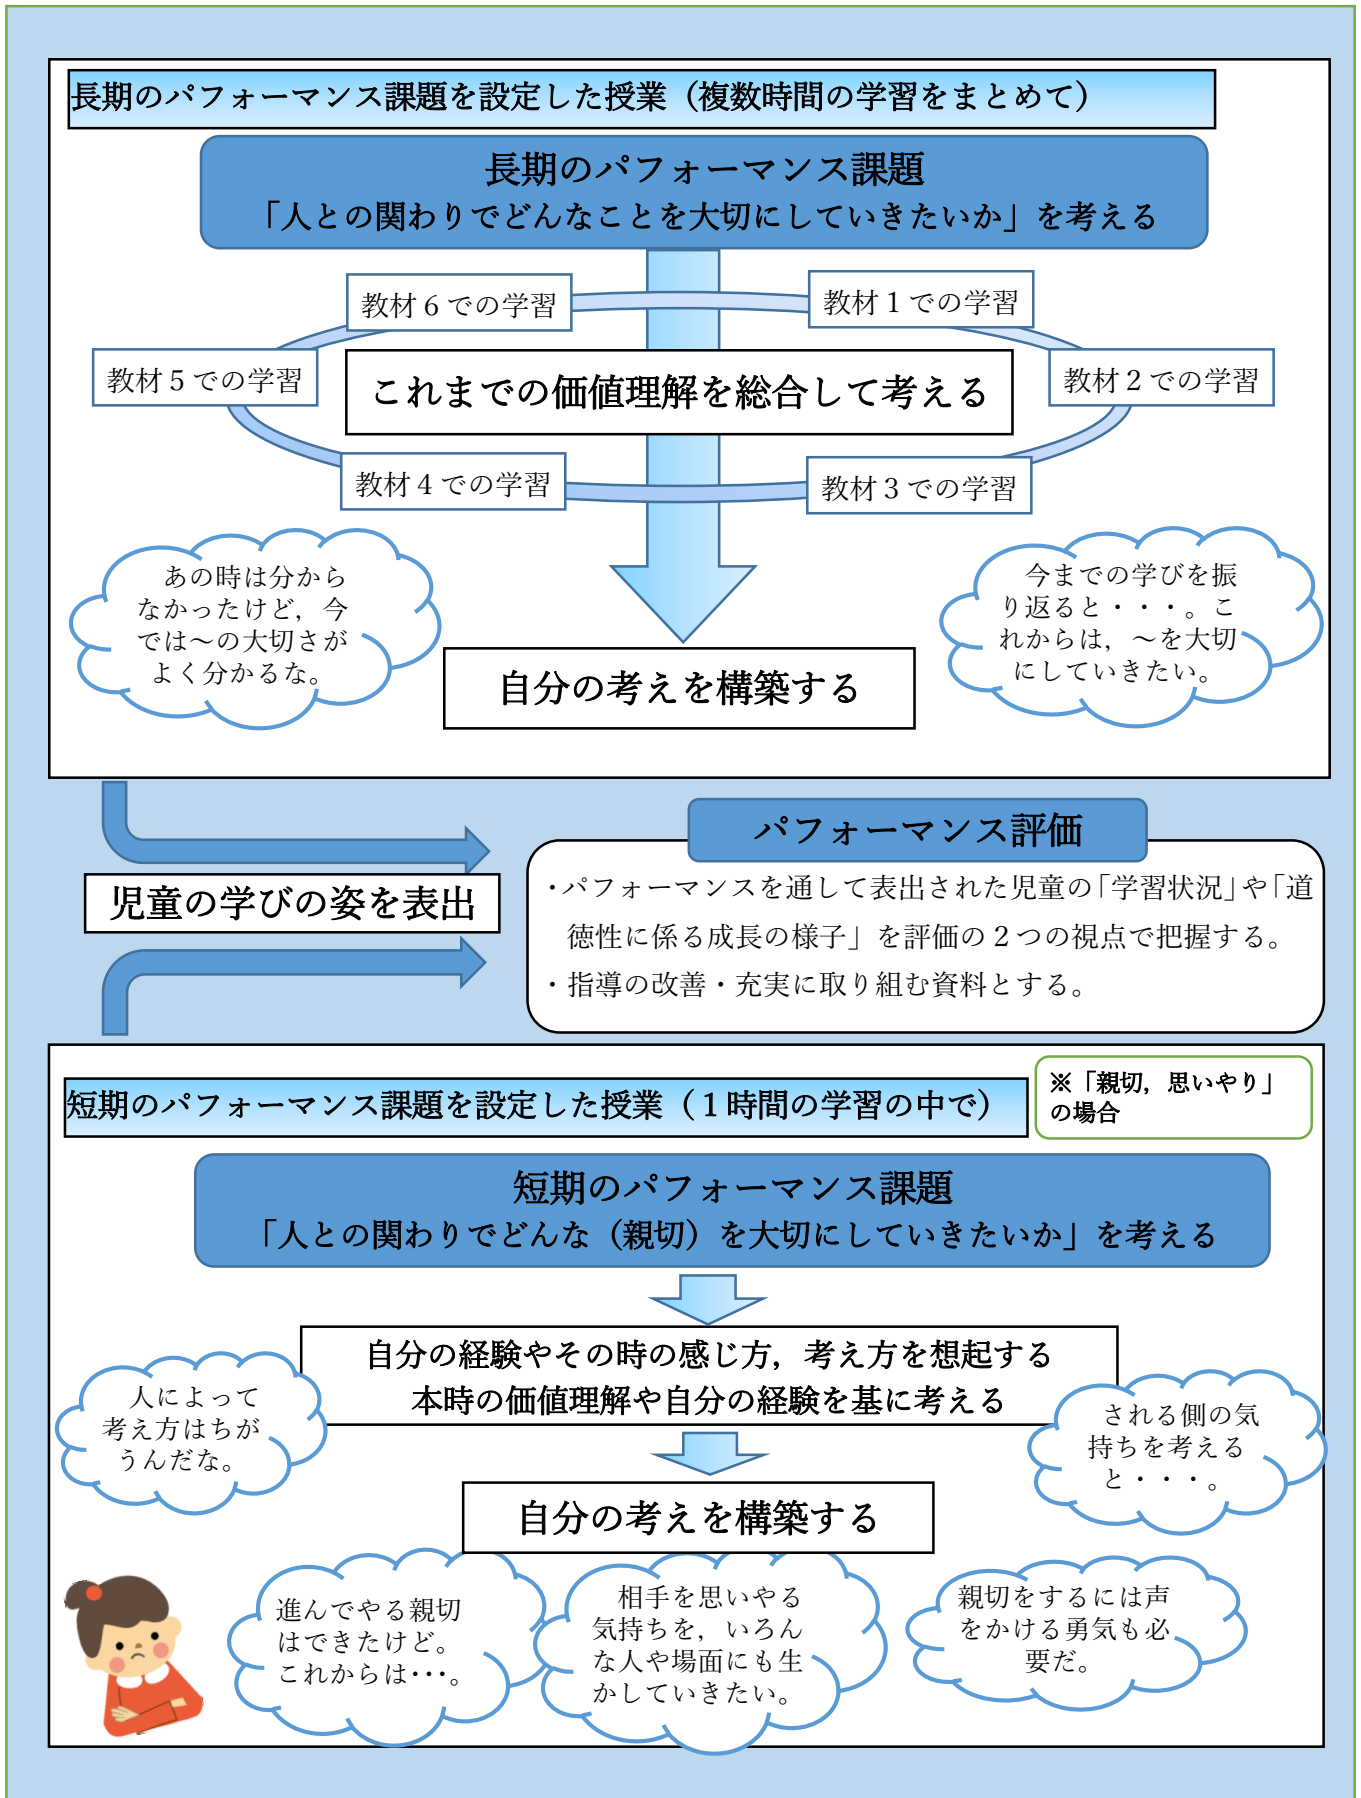 長期のパフォーマンス課題を設定した授業（複数時間の学習をまとめて）
長期のパフォーマンス課題
「人との関わりでどんなことを大切にしていきたいか」を考える
教材６での学習
教材１での学習
教材５での学習
これまでの価値理解を総合して考える
教材２での学習
教材４での学習
教材３での学習
あの時は分から
なかったけど，今
では～の大切さが
よく分かるな。
今までの学びを振
り返ると・・・。こ
れからは，～を大切
にしていきたい。
自分の考えを構築する
児童の学びの姿を表出
パフォーマンス評価
・パフォーマンスを通して表出された児童の「学習状況」や「道
徳性に係る成長の様子」を評価の２つの視点で把握する。
・指導の改善・充実に取り組む資料とする。
短期のパフォーマンス課題を設定した授業（１時間の学習の中で）
※「親切，思いやり」
の場合
短期のパフォーマンス課題
「人との関わりでどんな（親切）を大切にしていきたいか」を考える
自分の経験やその時の感じ方，考え方を想起する
本時の価値理解や自分の経験を基に考える
人によって
考え方はちが
うんだな。
される側の気
持ちを考える
と・・・。
自分の考えを構築する
進んでやる親切
はできたけど。
これからは･･･。
相手を思いやる
気持ちを，いろん
な人や場面にも生
かしていきたい。
親切をするには声
をかける勇気も必
要だ。